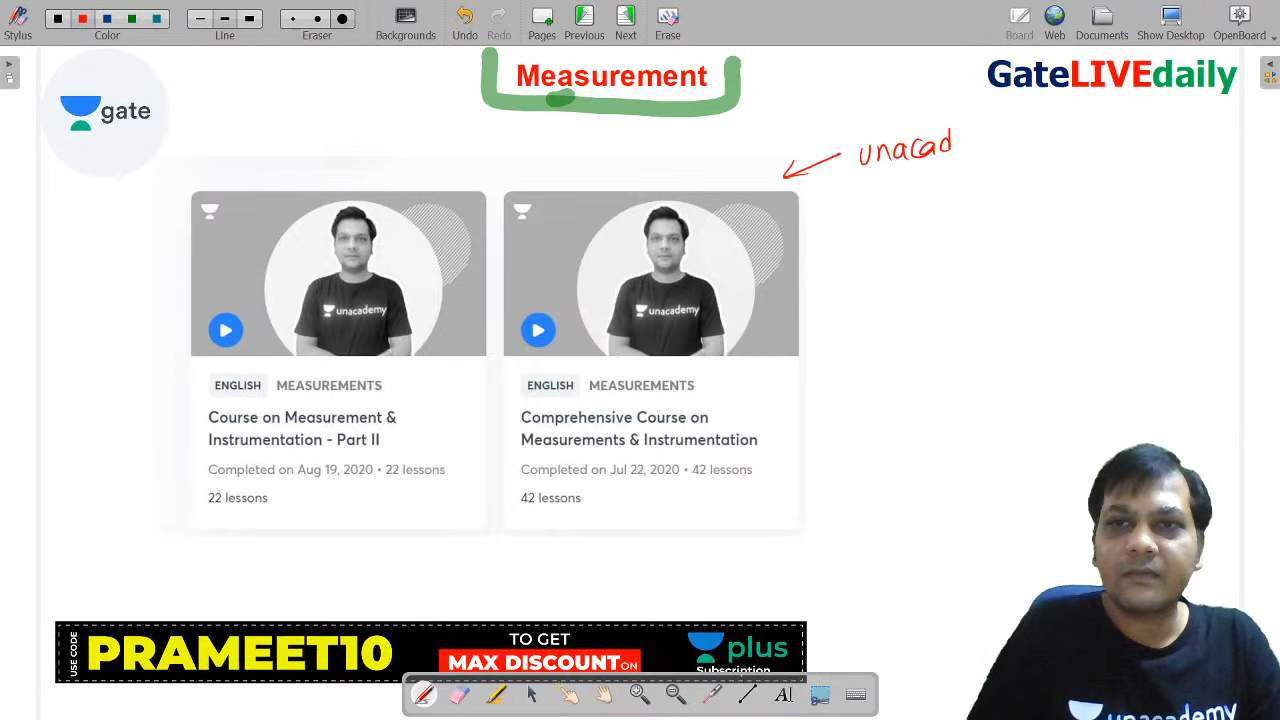 Stylus
Color
Line
Eraser
Backgrounds
Undo
Redo
Pages
Previous
Next
Erase
Board
Web
Documents
Show Desktop
OpenBoard
gate
Measurement
GateLIVEdaily
unacad
unacademy
unacademy
ENGLISH MEASUREMENTS
Course on Measurement &
Instrumentation - Part II
Completed on Aug 19, 2020 • 22 lessons
22 lessons
ENGLISH MEASUREMENTS
Comprehensive Course on
Measurements & Instrumentation
Completed on Jul 22, 2020 • 42 lessons
42 lessons
USE CODE
PRAMEET10
TO GET
MAX DISCOUNT ON
plus
Subscription
AI
unacademy